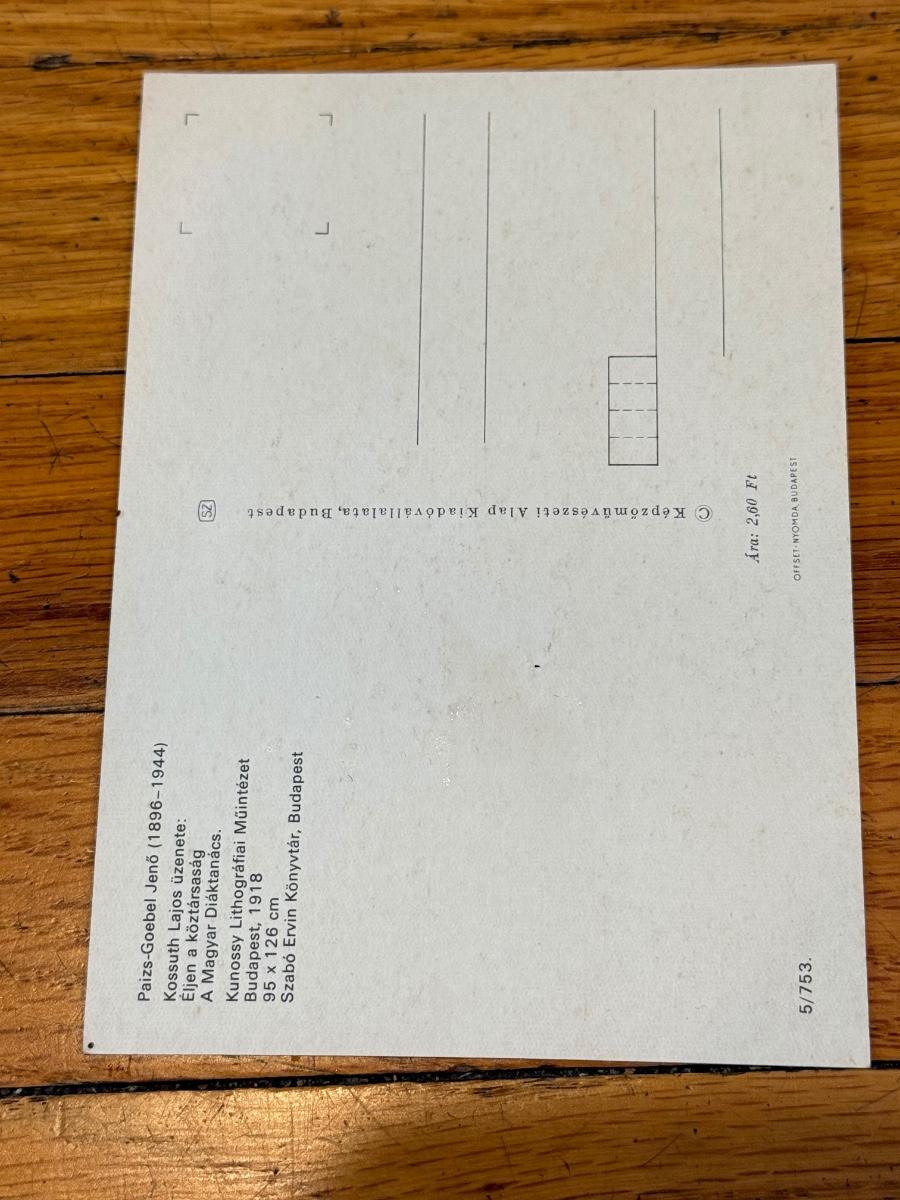 Paizs-Goebel Jenő (1896–1944)
Kossuth Lajos üzenete:
Éljen a köztársaság
A Magyar Diáktanács.
Kunossy Lithográfiai Műintézet
Budapest, 1918
95 x 126 cm
Szabó Ervin Könyvtár, Budapest
5/753.
SZ
© Képzőművészeti Alap Kiadóvállalata, Budapest
Ára: 2,60 Ft
OFFSET-NYOMDA BUDAPEST